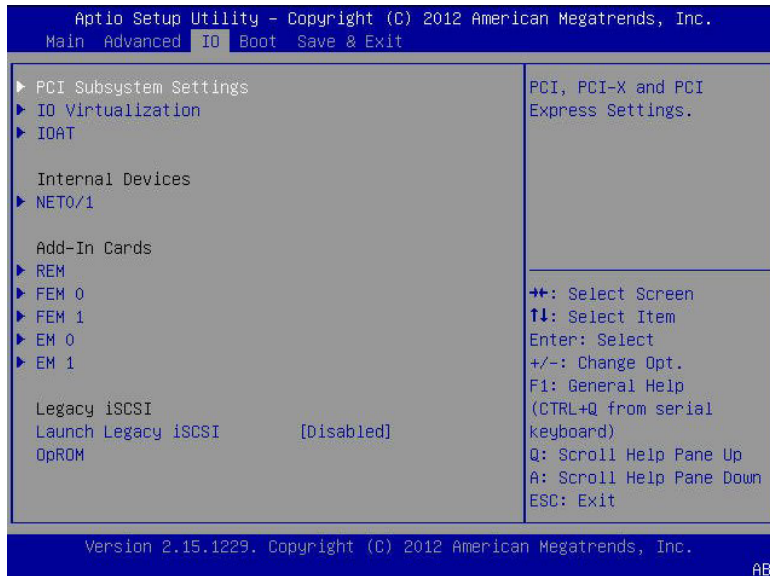 Aptio Setup Utility – Copyright (C) 2012 American Megatrends, Inc.
Main Advanced IO Boot Save & Exit
PCI Subsystem Settings
IO Virtualization
IOAT
Internal Devices
NET0/1
Add-In Cards
REM
FEM 0
FEM 1
EM 0
EM 1
Legacy iSCSI
Launch Legacy iSCSI [Disabled]
OpROM
PCI, PCI-X and PCI
Express Settings.
→←: Select Screen
↑↓: Select Item
Enter: Select
+/-: Change Opt.
F1: General Help
(CTRL+Q from serial
keyboard)
Q: Scroll Help Pane Up
A: Scroll Help Pane Down
ESC: Exit
Version 2.15.1229. Copyright (C) 2012 American Megatrends, Inc.
AB